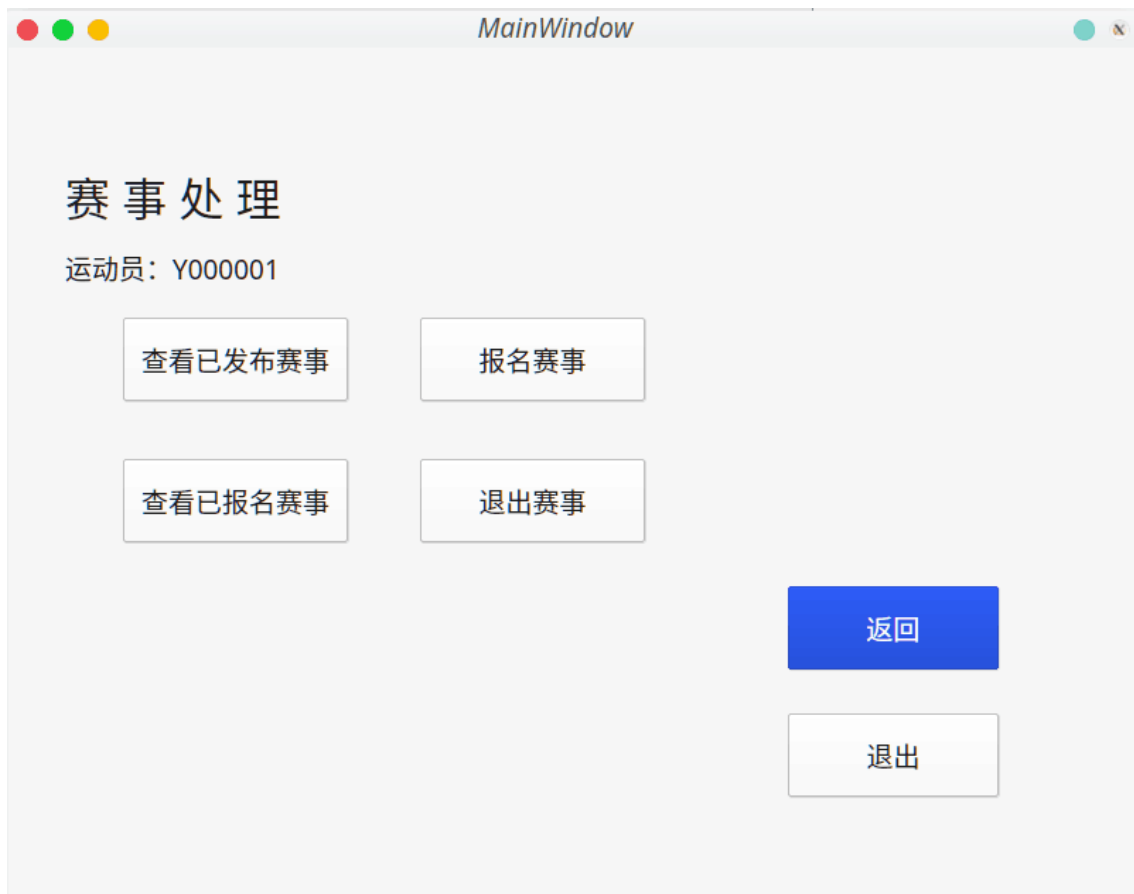 MainWindow
赛事处理
运动员：Y000001
查看已发布赛事
报名赛事
查看已报名赛事
退出赛事
返回
退出